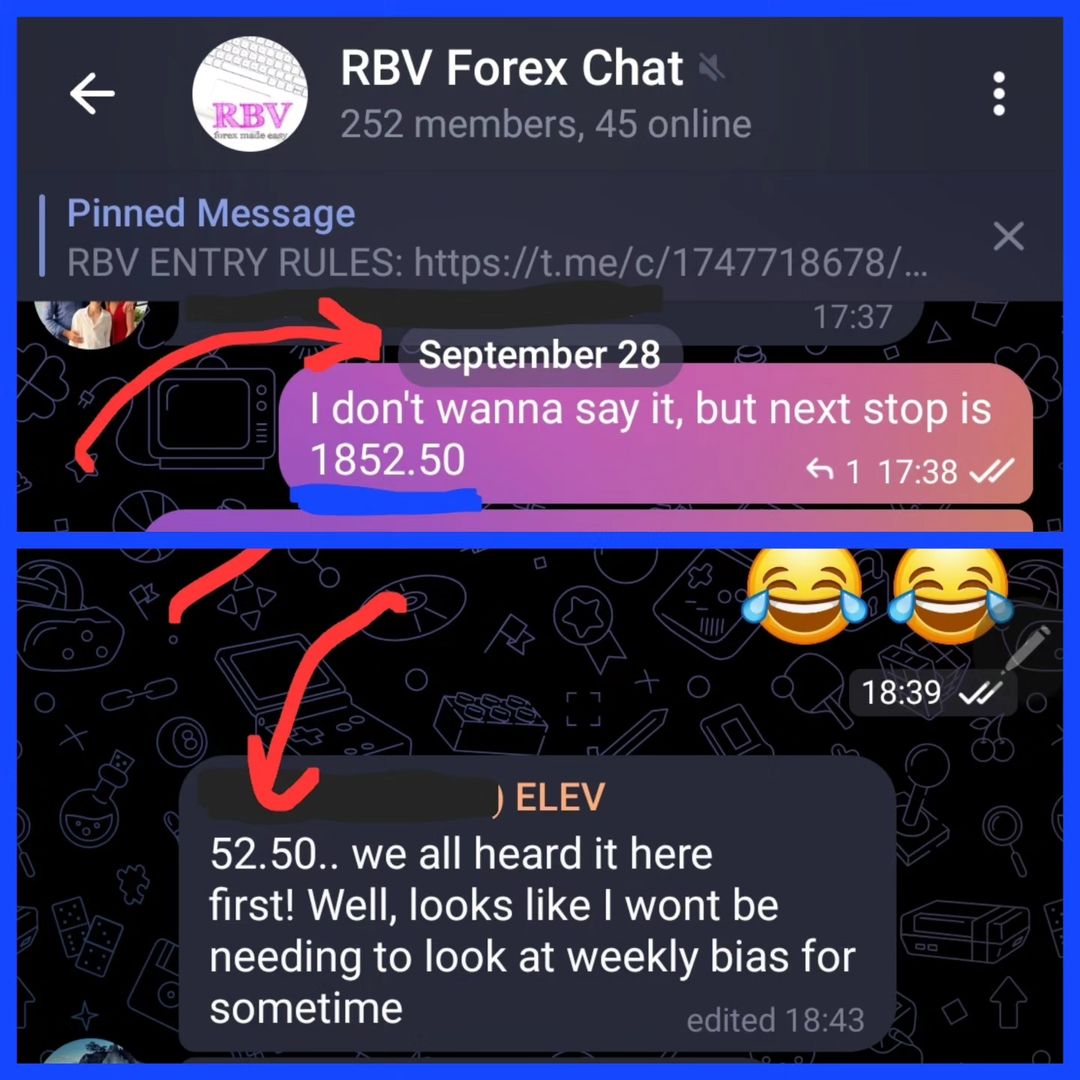 RBV Forex Chat
RBV
forex made easy
252 members, 45 online
Pinned Message
RBV ENTRY RULES: https://t.me/c/1747718678/...
17:37
September 28
I don't wanna say it, but next stop is
1852.50
1 17:38
18:39
) ELEV
52.50.. we all heard it here
first! Well, looks like I wont be
needing to look at weekly bias for
sometime
edited 18:43